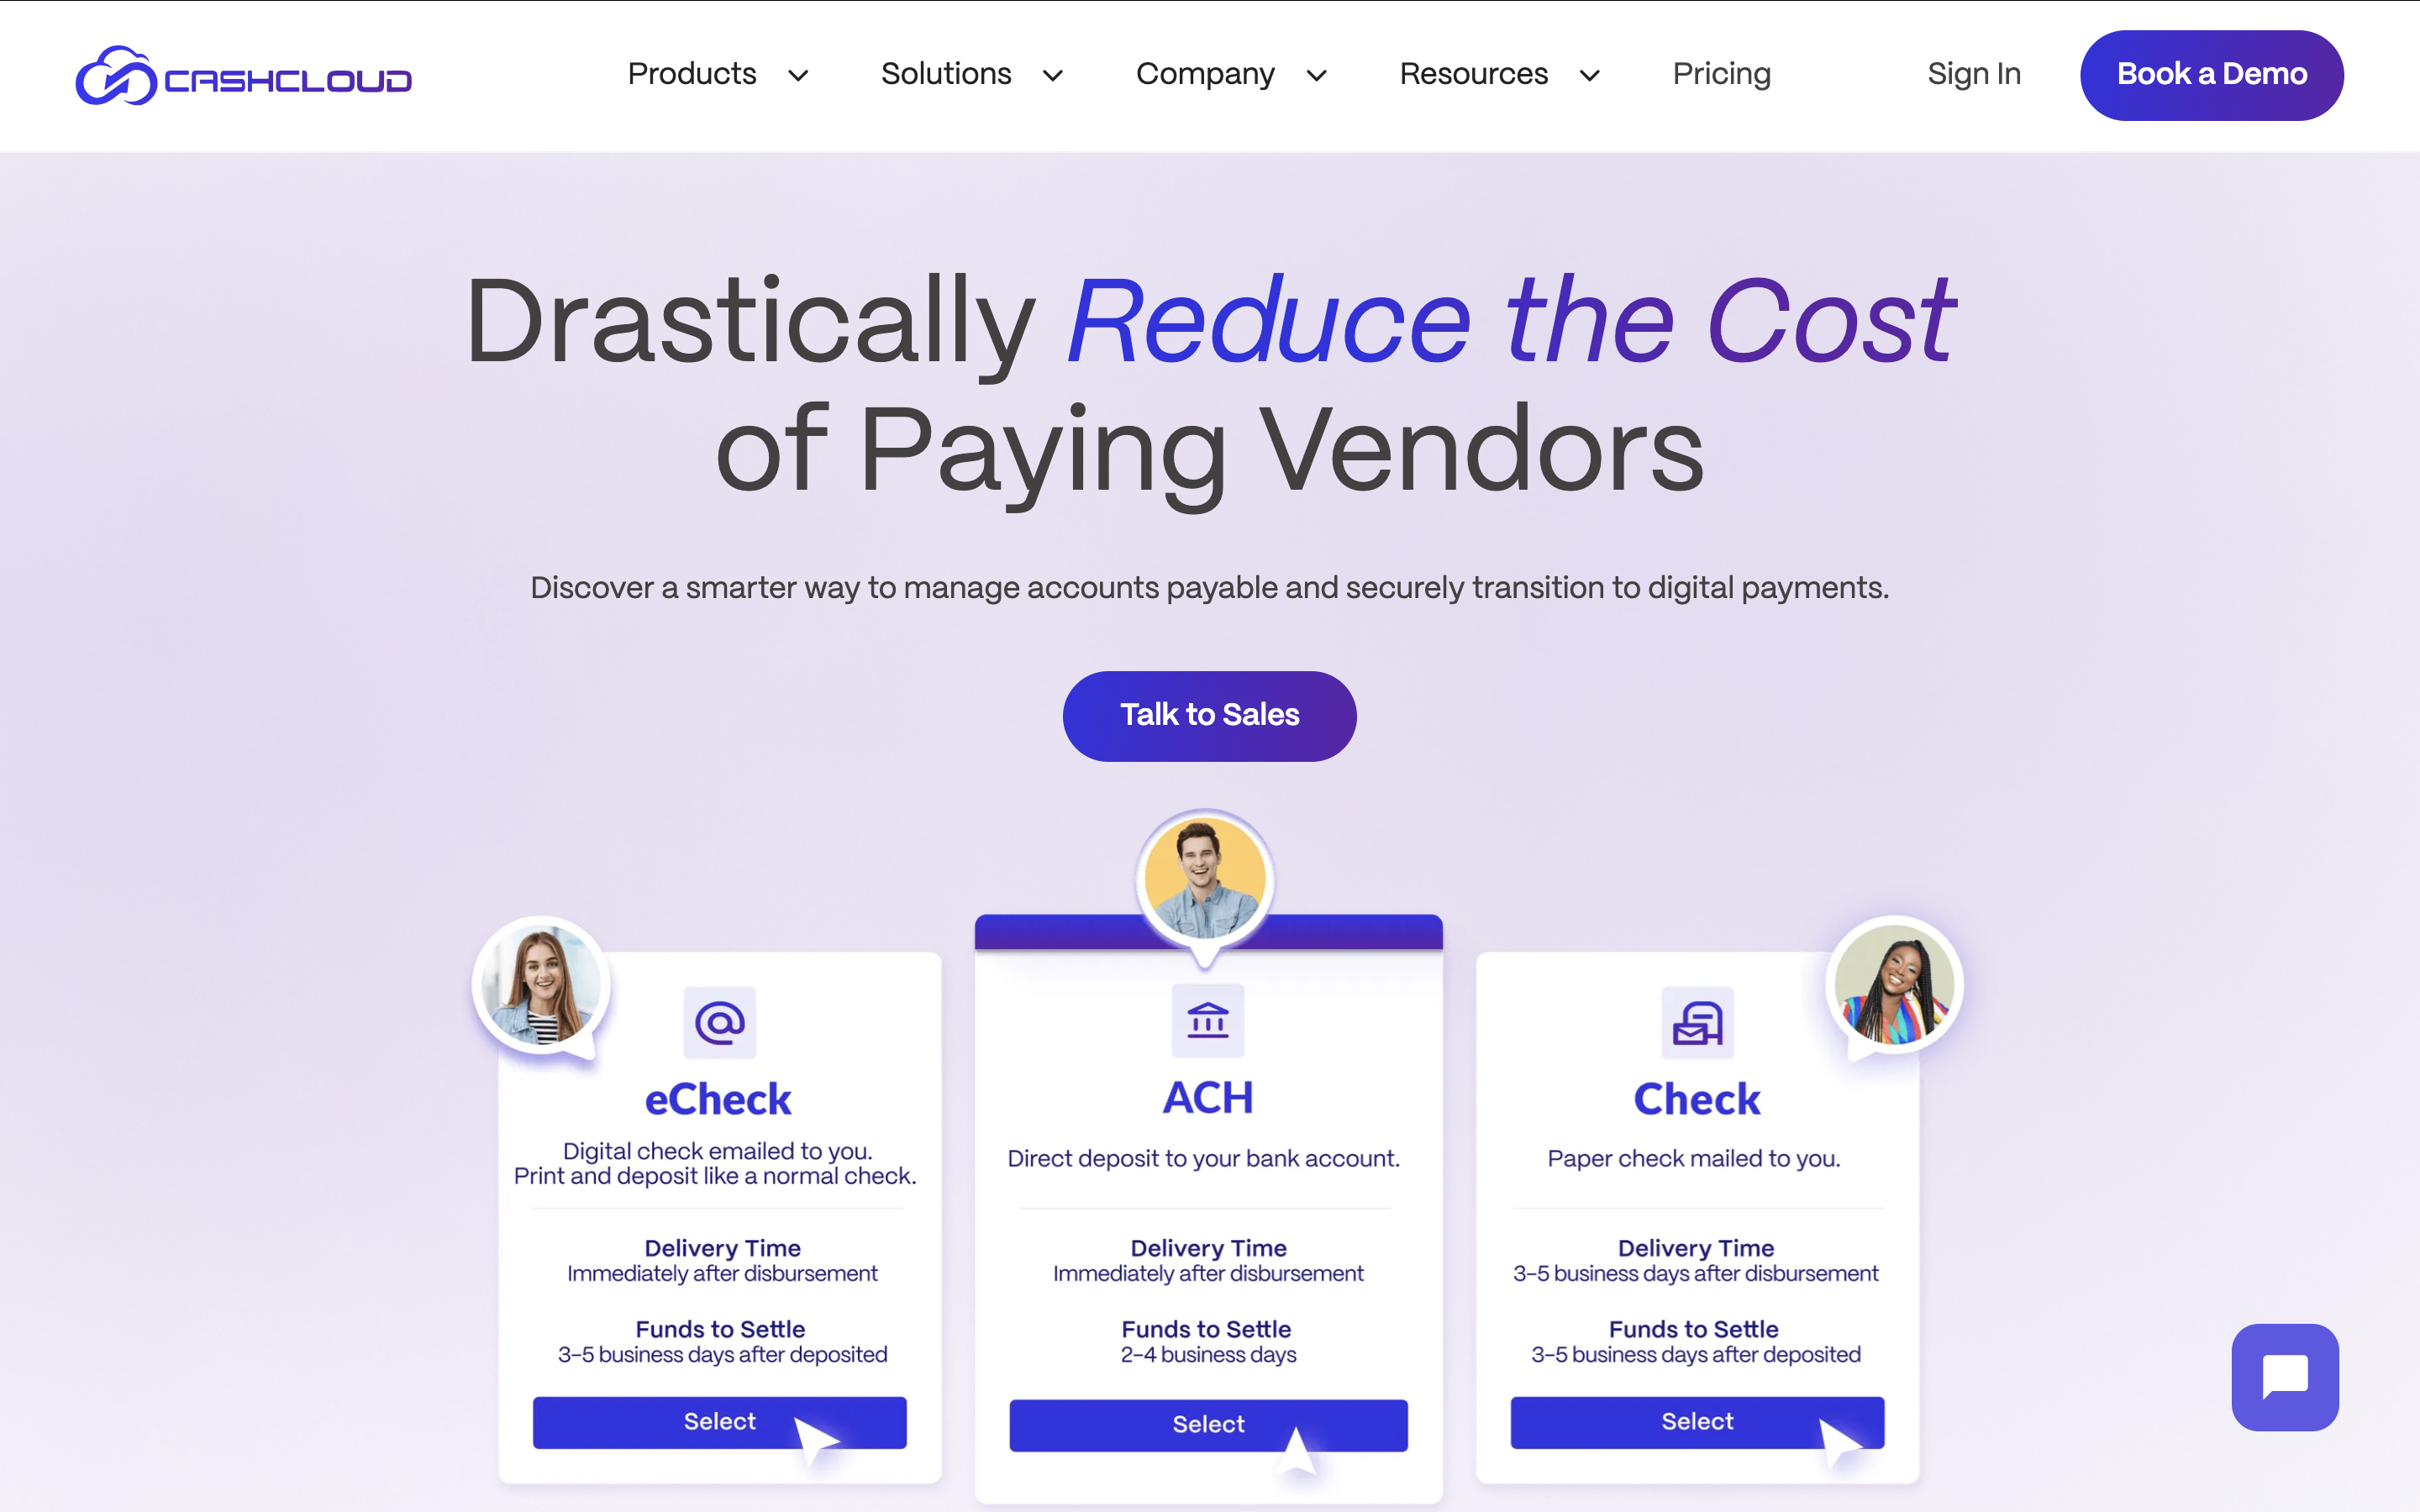 CASHCLOUD
Products
Solutions
Company
Resources
Pricing
Sign In
Book a Demo
Drastically Reduce the Cost
of Paying Vendors
Discover a smarter way to manage accounts payable and securely transition to digital payments.
Talk to Sales
eCheck
Digital check emailed to you.
Print and deposit like a normal check.
Delivery Time
Immediately after disbursement
Funds to Settle
3-5 business days after deposited
Select
ACH
Direct deposit to your bank account.
Delivery Time
Immediately after disbursement
Funds to Settle
2-4 business days
Select
Check
Paper check mailed to you.
Delivery Time
3-5 business days after disbursement
Funds to Settle
3-5 business days after deposited
Select